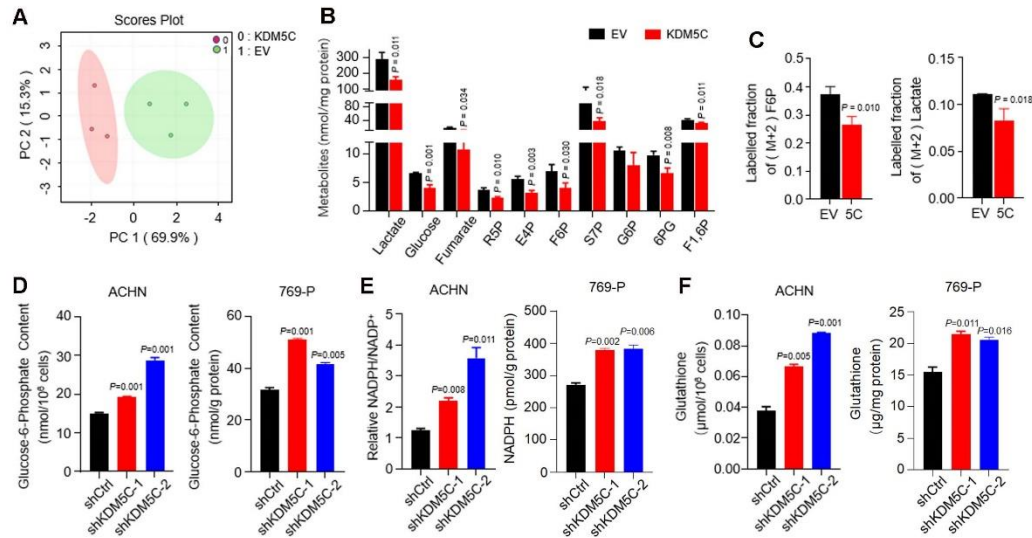 A
Scores Plot
0 0 : KDM5C
1 1 : EV
PC 2 ( 15.3%)
3
2
1
0
-1
-2
-3
-2 0 2 4
PC 1 ( 69.9%)
B
EV KDM5C
Metabolites (nmol/mg protein)
300
200
100
40
20
10
5
0
P = 0.011
P = 0.001
P = 0.034
P = 0.010
P = 0.003
P = 0.030
P = 0.018
P = 0.008
P = 0.011
Lactate
Glucose
Fumarate
R5P
E4P
F6P
S7P
G6P
6PG
F1,6P
C
Labelled fraction
of ( M+2 ) F6P
0.5
0.4
0.3
0.2
0.1
0.0
P = 0.010
EV 5C
Labelled fraction
of ( M+2 ) Lactate
0.15
0.10
0.05
0.00
P = 0.018
EV 5C
D
ACHN
Glucose-6-Phosphate Content
(nmol/10⁶ cells)
40
30
20
10
0
P=0.001
P=0.001
shCtrl
shKDM5C-1
shKDM5C-2
769-P
Glucose-6-Phosphate Content
(nmol/g protein)
60
40
20
0
P=0.001
P=0.005
shCtrl
shKDM5C-1
shKDM5C-2
E
ACHN
Relative NADPH/NADP⁺
4
3
2
1
0
P=0.008
P=0.011
shCtrl
shKDM5C-1
shKDM5C-2
769-P
NADPH (pmol/g protein)
500
400
300
200
100
0
P=0.002
P=0.006
shCtrl
shKDM5C-1
shKDM5C-2
F
ACHN
Glutathione
(μmol/10⁶ cells)
0.10
0.08
0.06
0.04
0.02
0.00
P=0.005
P=0.001
shCtrl
shKDM5C-1
shKDM5C-2
769-P
Glutathione
(μg/mg protein)
25
20
15
10
5
0
P=0.011
P=0.016
shCtrl
shKDM5C-1
shKDM5C-2